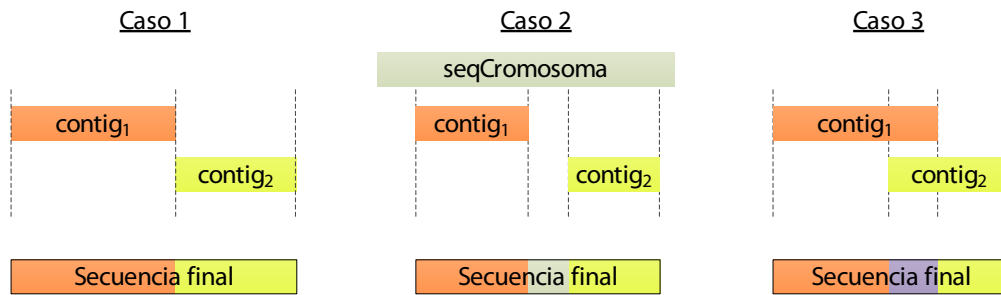 Caso 1
Caso 2
Caso 3
seqCromosoma
contig₁
contig₁
contig₁
contig₂
contig₂
contig₂
Secuencia final
Secuencia final
Secuencia final